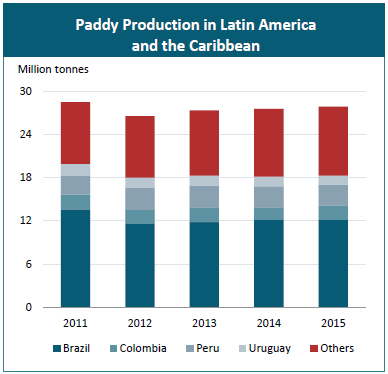 Paddy Production in Latin America
and the Caribbean
Million tonnes
30
24
18
12
6
0
2011 2012 2013 2014 2015
Brazil Colombia Peru Uruguay Others